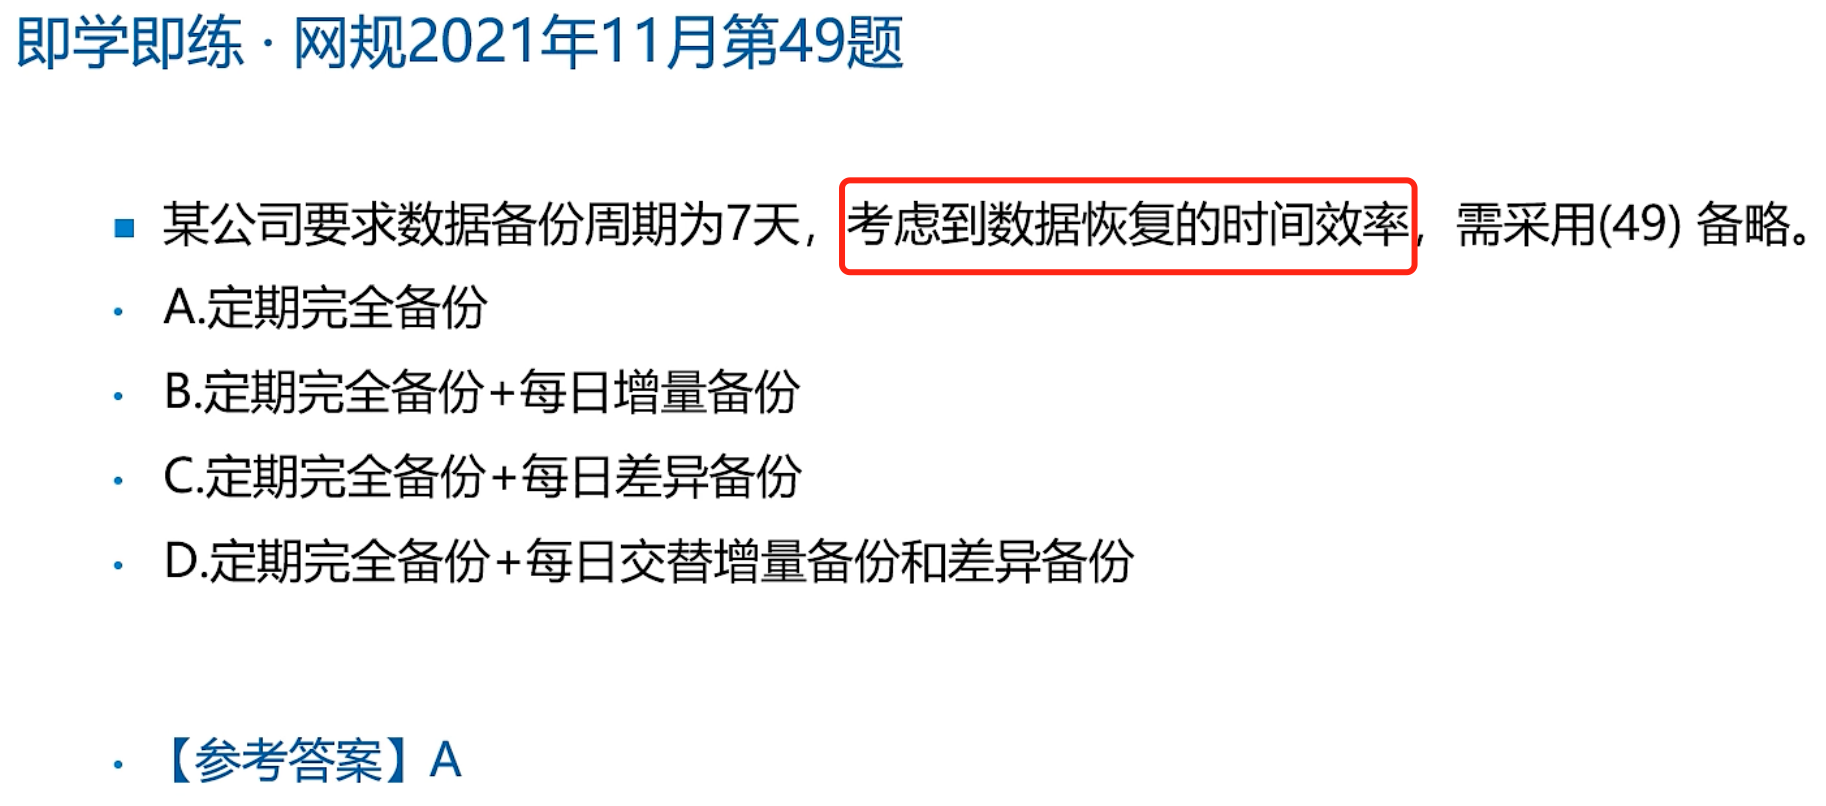 即学即练 · 网规2021年11月第49题
某公司要求数据备份周期为7天，考虑到数据恢复的时间效率，需采用(49) 备略。
A.定期完全备份
B.定期完全备份+每日增量备份
C.定期完全备份+每日差异备份
D.定期完全备份+每日交替增量备份和差异备份
【参考答案】A